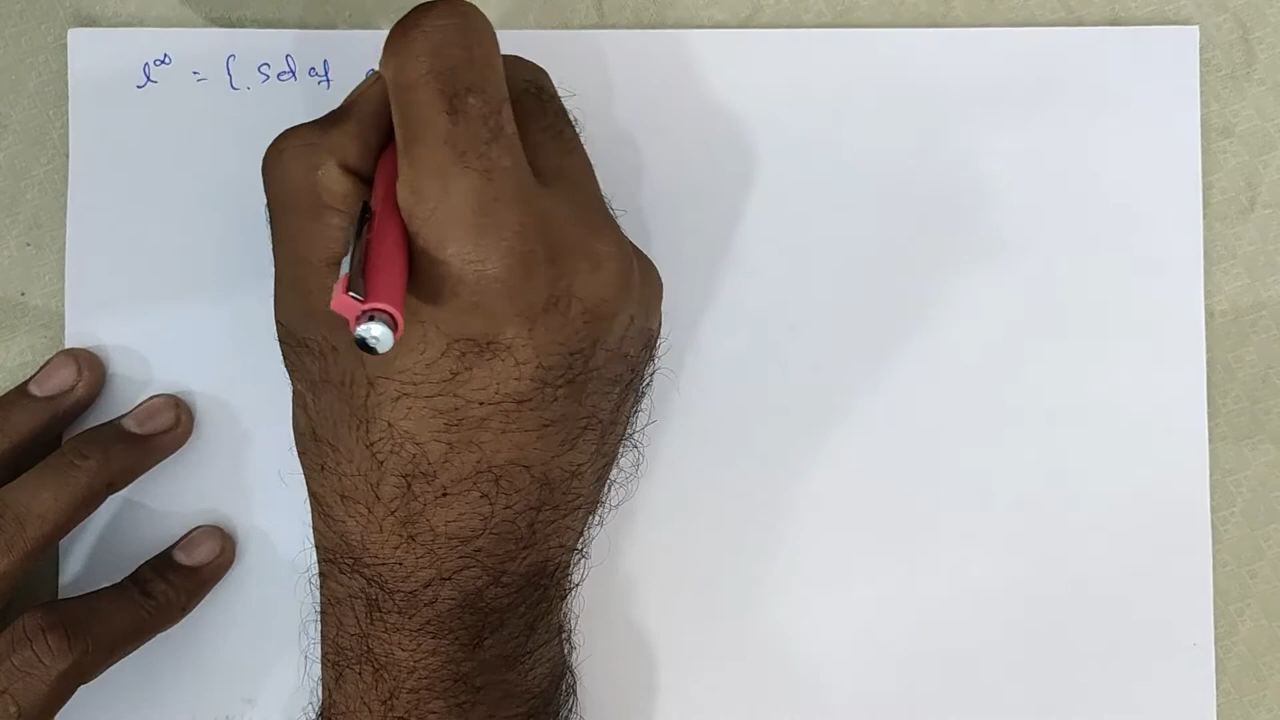 l^∞ = { set of